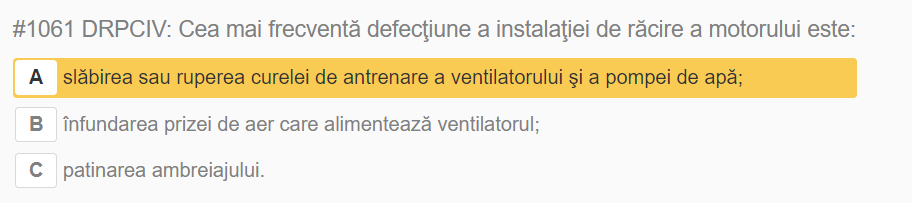 #1061 DRPCIV: Cea mai frecventă defecţiune a instalaţiei de răcire a motorului este:
A slăbirea sau ruperea curelei de antrenare a ventilatorului şi a pompei de apă;
B înfundarea prizei de aer care alimentează ventilatorul;
C patinarea ambreiajului.